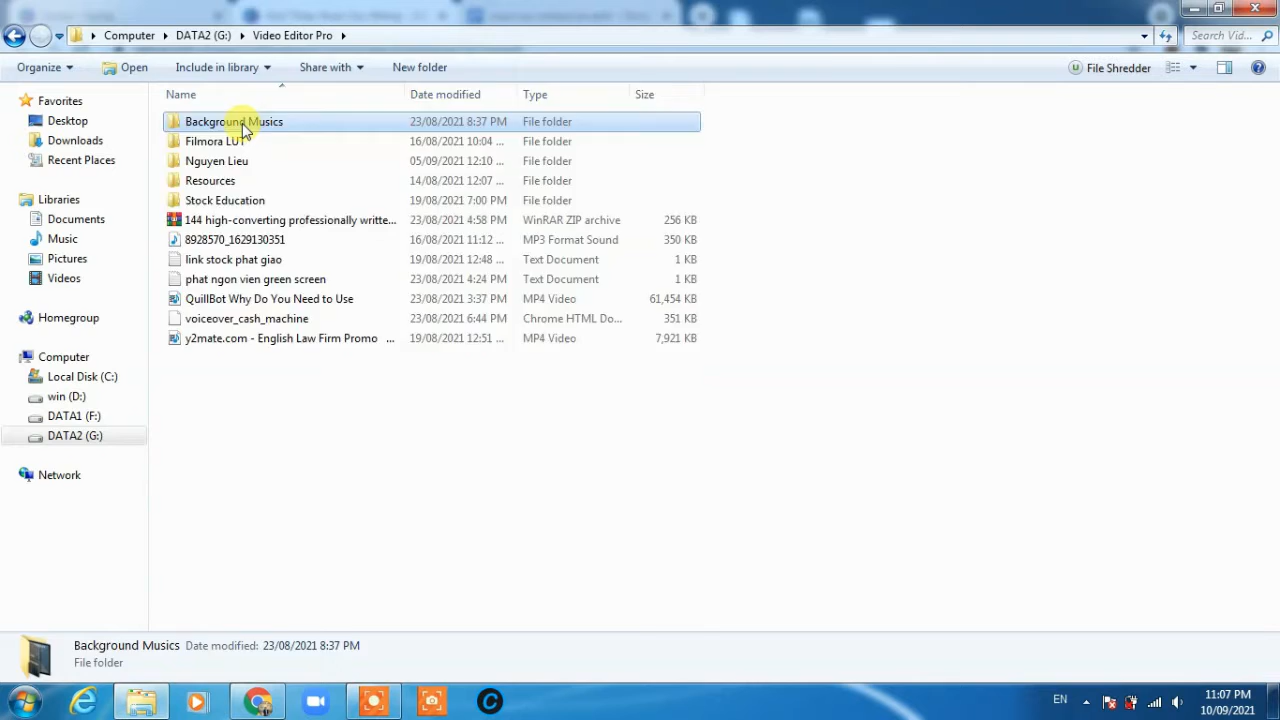 Computer DATA2 (G:) Video Editor Pro Search Vid...
Organize Open Include in library Share with New folder File Shredder
Name Date modified Type Size
Favorites
Desktop
Downloads
Recent Places
Libraries
Documents
Music
Pictures
Videos
Homegroup
Computer
Local Disk (C:)
win (D:)
DATA1 (F:)
DATA2 (G:)
Network
Background Musics 23/08/2021 8:37 PM File folder
Filmora LUT 16/08/2021 10:04 ... File folder
Nguyen Lieu 05/09/2021 12:10 ... File folder
Resources 14/08/2021 12:07 ... File folder
Stock Education 19/08/2021 7:00 PM File folder
144 high-converting professionally writte... 23/08/2021 4:58 PM WinRAR ZIP archive 256 KB
8928570_1629130351 16/08/2021 11:12 ... MP3 Format Sound 350 KB
link stock phat giao 19/08/2021 12:48 ... Text Document 1 KB
phat ngon vien green screen 23/08/2021 4:24 PM Text Document 1 KB
QuillBot Why Do You Need to Use 23/08/2021 3:37 PM MP4 Video 61,454 KB
voiceover_cash_machine 23/08/2021 6:44 PM Chrome HTML Do... 351 KB
y2mate.com - English Law Firm Promo ... 19/08/2021 12:51 ... MP4 Video 7,921 KB
Background Musics Date modified: 23/08/2021 8:37 PM
File folder
EN
11:07 PM
10/09/2021